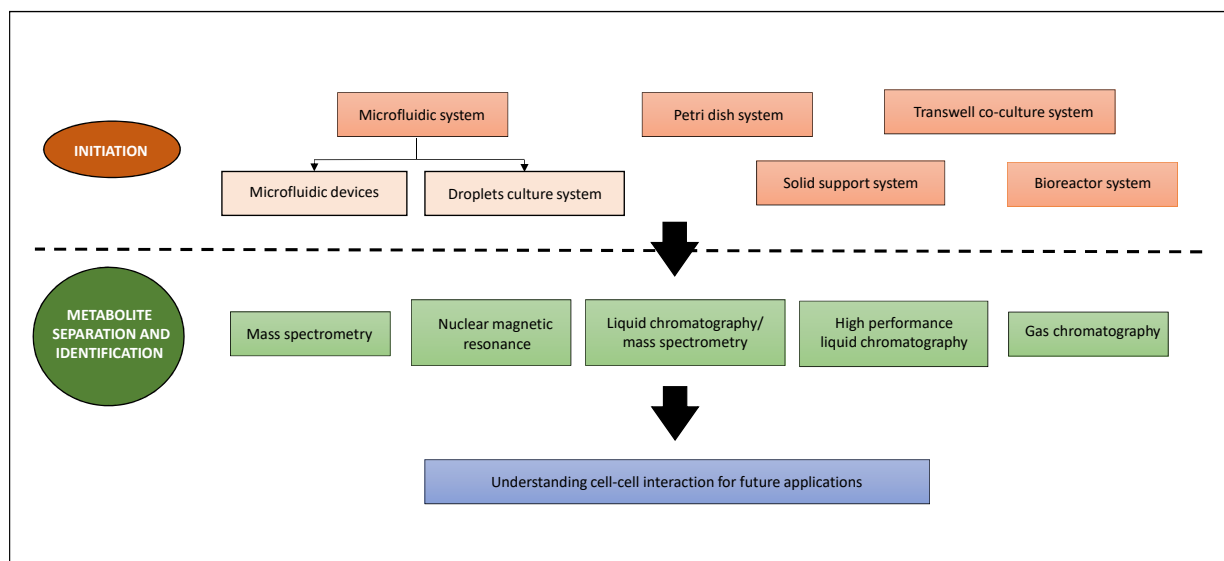 Microfluidic system
Petri dish system
Transwell co-culture system
INITIATION
Microfluidic devices
Droplets culture system
Solid support system
Bioreactor system
METABOLITE
SEPARATION AND
IDENTIFICATION
Mass spectrometry
Nuclear magnetic
resonance
Liquid chromatography/
mass spectrometry
High performance
liquid chromatography
Gas chromatography
Understanding cell-cell interaction for future applications